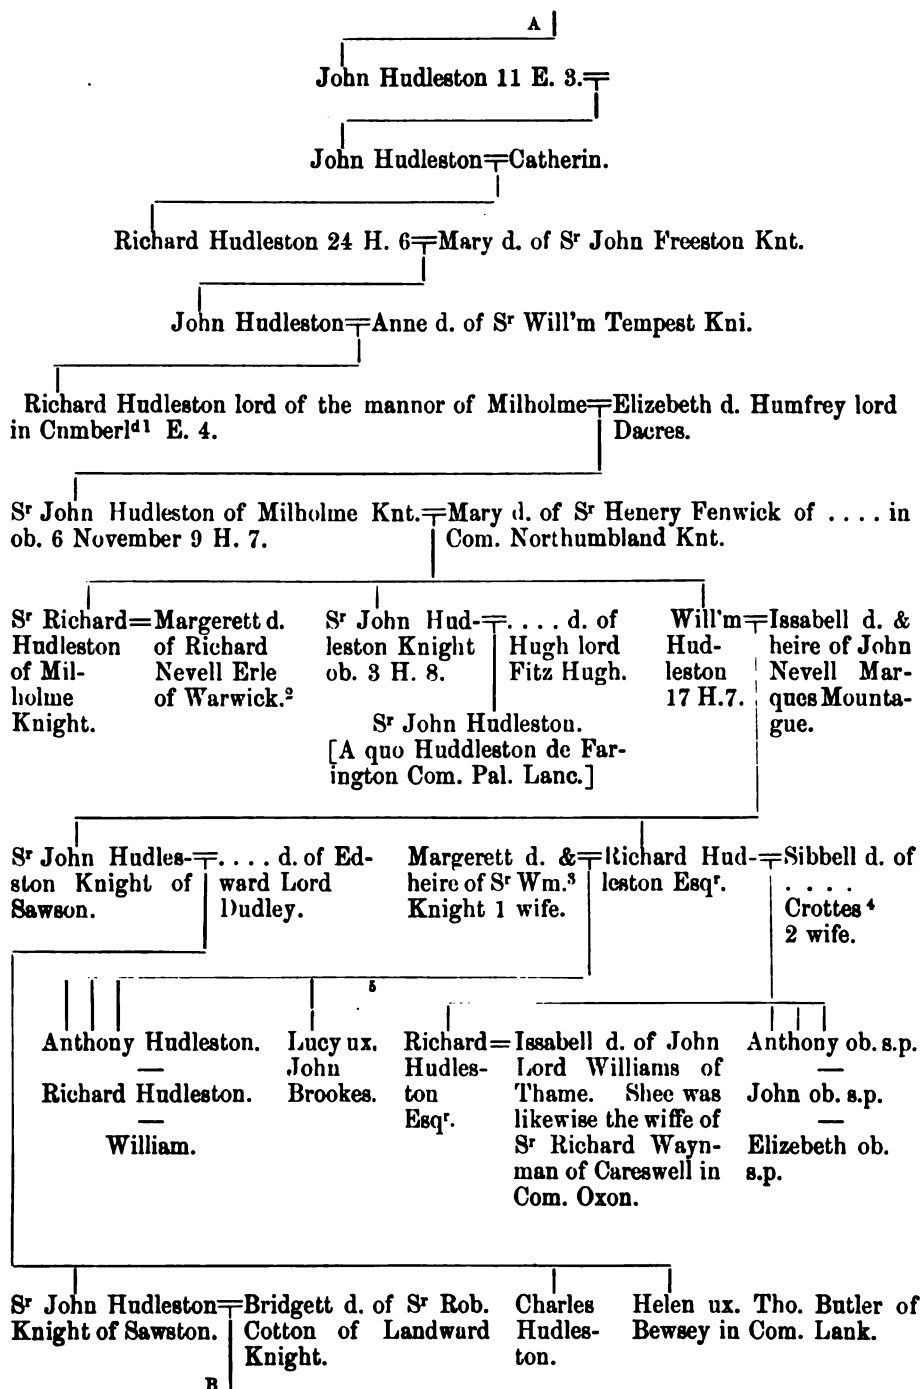 A
John Hudleston 11 E. 3.
John Hudleston=Catherin.
Richard Hudleston 24 H. 6=Mary d. of Sʳ John Freeston Knt.
John Hudleston=Anne d. of Sʳ Will'm Tempest Kni.
Richard Hudleston lord of the mannor of Milholme=Elizebeth d. Humfrey lord
in Cnmberlᵈ¹ E. 4. Dacres.
Sʳ John Hudleston of Milholme Knt.=Mary d. of Sʳ Henery Fenwick of .... in
ob. 6 November 9 H. 7. Com. Northumbland Knt.
Sʳ Richard=
Hudleston
of Mil-
holme
Knight.
Margerett d.
of Richard
Nevell Erle
of Warwick.²
Sʳ John Hud-
leston Knight
ob. 3 H. 8.
.... d. of
Hugh lord
Fitz Hugh.
Will'm
Hud-
leston
17 H.7.
Issabell d. &
heire of John
Nevell Mar-
ques Mounta-
gue.
Sʳ John Hudleston.
[A quo Huddleston de Far-
ington Com. Pal. Lanc.]
Sʳ John Hudles-
ston Knight of
Sawson.
.... d. of Ed-
ward Lord
Dudley.
Margerett d. &
heire of Sʳ Wm.³
Knight 1 wife.
Richard Hud-
leston Esqʳ.
Sibbell d. of
....
Crottes ⁴
2 wife.
5
Anthony Hudleston.
—
Richard Hudleston.
—
William.
Lucy ux.
John
Brookes.
Richard=
Hudles-
ton
Esqʳ.
Issabell d. of John
Lord Williams of
Thame. Shee was
likewise the wiffe of
Sʳ Richard Wayn-
man of Careswell in
Com. Oxon.
Anthony ob. s.p.
—
John ob. s.p.
—
Elizebeth ob.
s.p.
Sʳ John Hudleston
Knight of Sawston.
Bridgett d. of Sʳ Rob.
Cotton of Landward
Knight.
Charles
Hudles-
ton.
Helen ux. Tho. Butler of
Bewsey in Com. Lank.
B